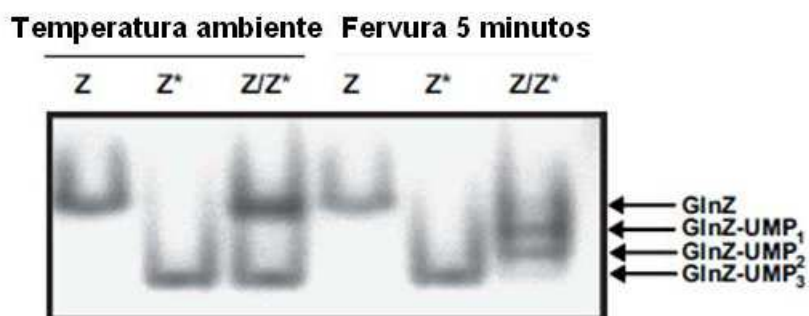 Temperatura ambiente Fervura 5 minutos
Z Z* Z/Z* Z Z* Z/Z*
GlnZ
GlnZ-UMP₁
GlnZ-UMP₂
GlnZ-UMP₃